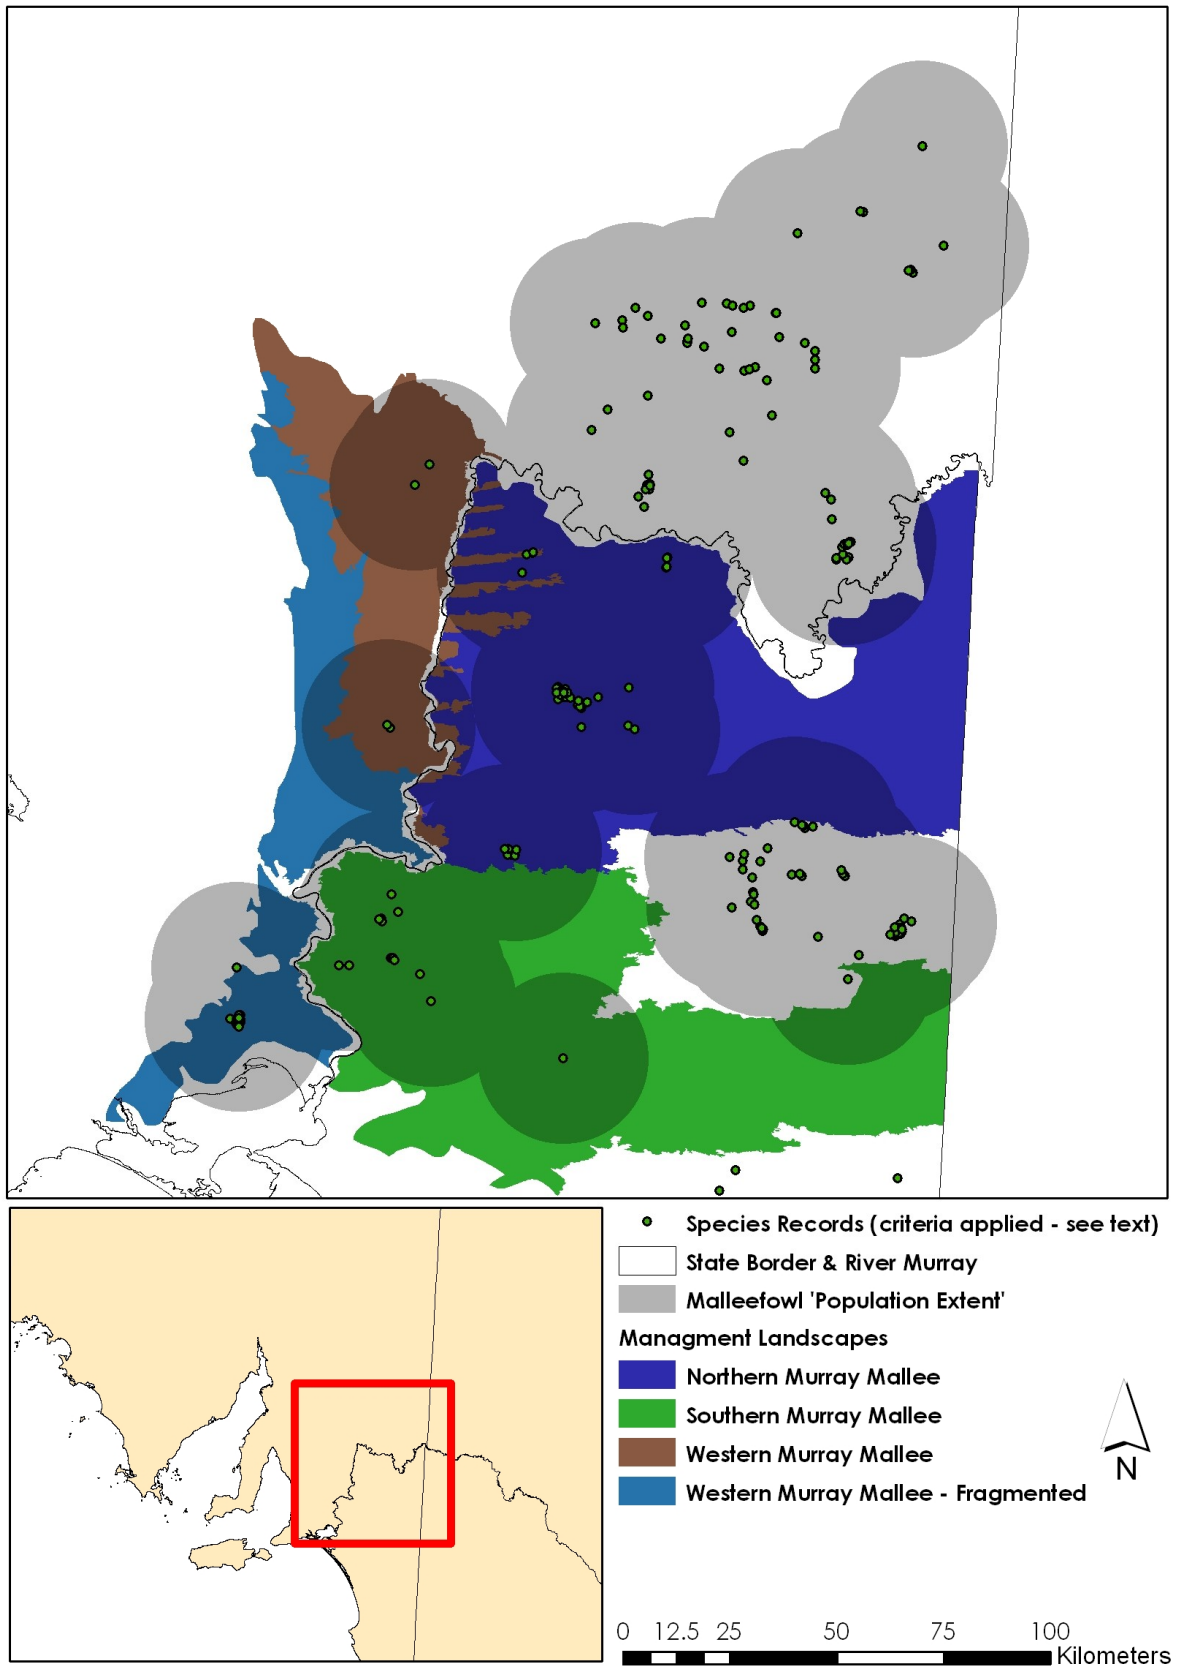 Species Records (criteria applied - see text)
State Border & River Murray
Malleefowl 'Population Extent'
Managment Landscapes
Northern Murray Mallee
Southern Murray Mallee
Western Murray Mallee
Western Murray Mallee - Fragmented
N
0 12.5 25 50 75 100
Kilometers